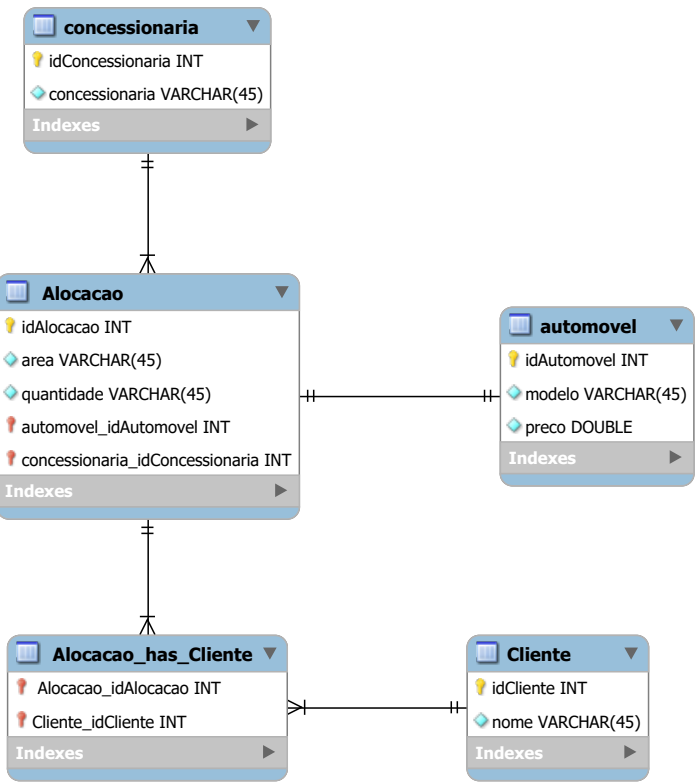 concessionaria
idConcessionaria INT
concessionaria VARCHAR(45)
Indexes
Alocacao
idAlocacao INT
area VARCHAR(45)
quantidade VARCHAR(45)
automovel_idAutomovel INT
concessionaria_idConcessionaria INT
Indexes
automovel
idAutomovel INT
modelo VARCHAR(45)
preco DOUBLE
Indexes
Alocacao_has_Cliente
Alocacao_idAlocacao INT
Cliente_idCliente INT
Indexes
Cliente
idCliente INT
nome VARCHAR(45)
Indexes